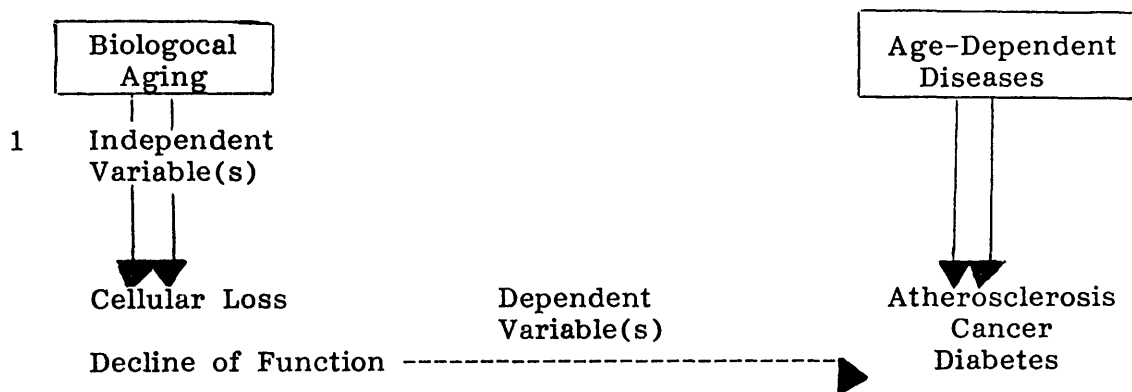 Biologocal
Aging
Age-Dependent
Diseases
1 Independent
Variable(s)
Cellular Loss
Decline of Function
Dependent
Variable(s)
Atherosclerosis
Cancer
Diabetes